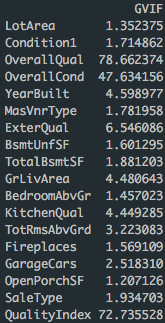 GVIF
LotArea 1.352375
Condition1 1.714862
OverallQual 78.662374
OverallCond 47.634156
YearBuilt 4.598977
MasVnrType 1.781958
ExterQual 6.546086
BsmtUnfSF 1.601295
TotalBsmtSF 1.881203
GrLivArea 4.480643
BedroomAbvGr 1.457023
KitchenQual 4.449285
TotRmsAbvGrd 3.223083
Fireplaces 1.569109
GarageCars 2.518310
OpenPorchSF 1.207126
SaleType 1.934703
QualityIndex 72.735528